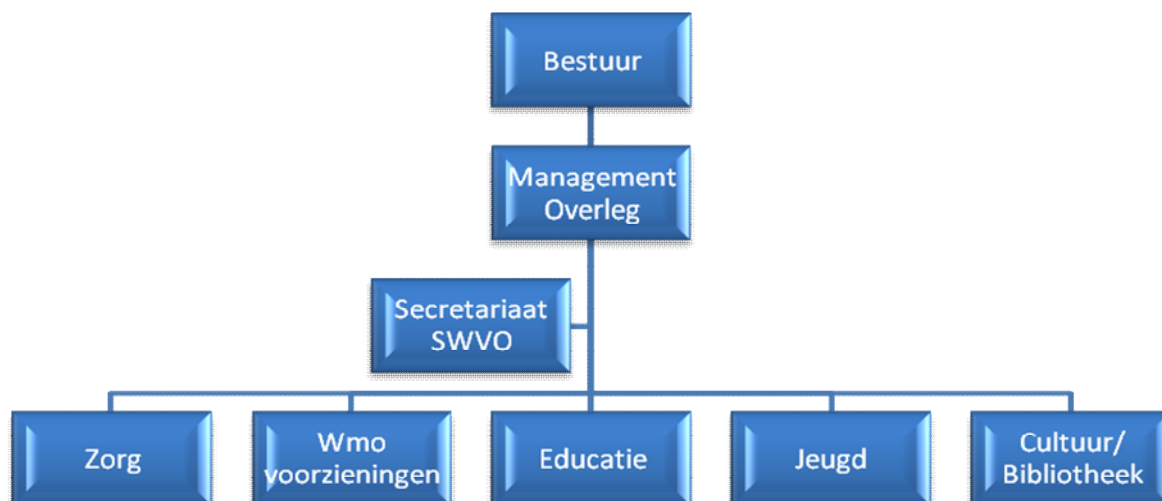 Bestuur
Management
Overleg
Secretariaat
SWVO
Zorg
Wmo
voorzieningen
Educatie
Jeugd
Cultuur/
Bibliotheek